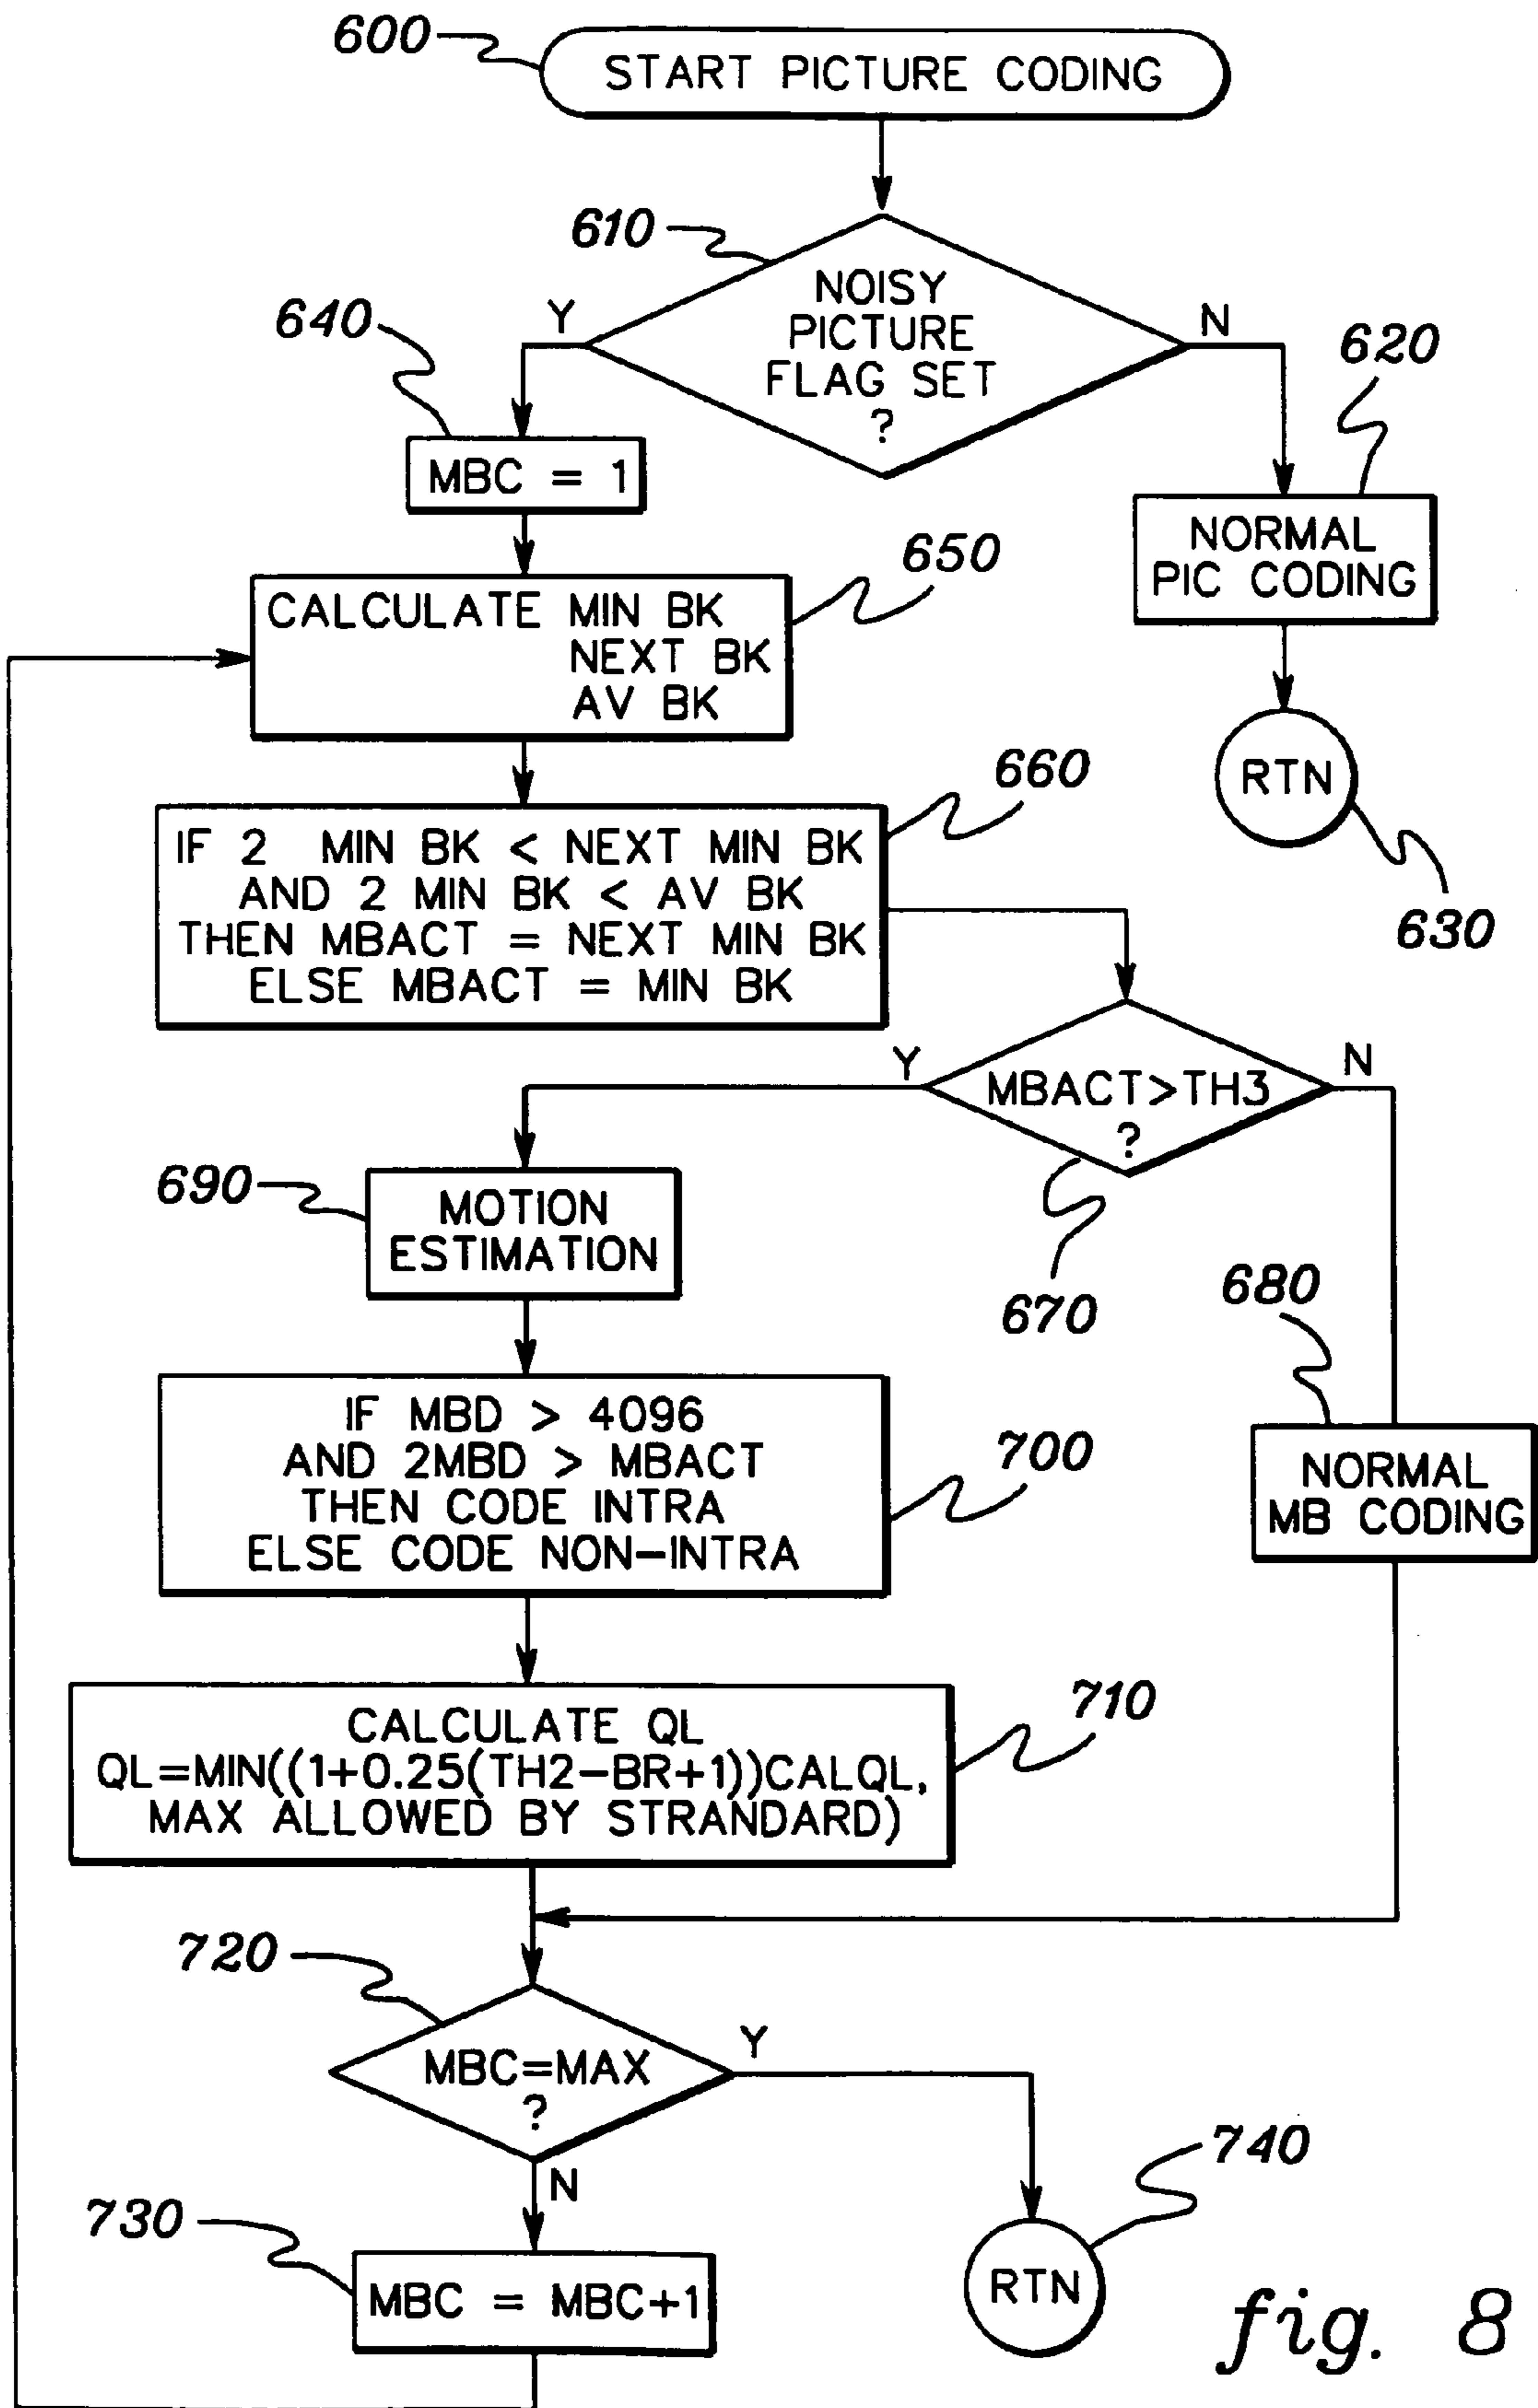 600
START PICTURE CODING
610
NOISY
PICTURE
FLAG SET
?
Y
N
640
MBC = 1
620
NORMAL
PIC CODING
650
CALCULATE MIN BK
NEXT BK
AV BK
RTN
630
660
IF 2 MIN BK < NEXT MIN BK
AND 2 MIN BK < AV BK
THEN MBACT = NEXT MIN BK
ELSE MBACT = MIN BK
Y
MBACT>TH3
?
N
670
690
MOTION
ESTIMATION
680
NORMAL
MB CODING
700
IF MBD > 4096
AND 2MBD > MBACT
THEN CODE INTRA
ELSE CODE NON-INTRA
710
CALCULATE QL
QL=MIN((1+0.25(TH2-BR+1))CALQL,
MAX ALLOWED BY STRANDARD)
720
MBC=MAX
?
Y
N
740
RTN
730
MBC = MBC+1
fig. 8